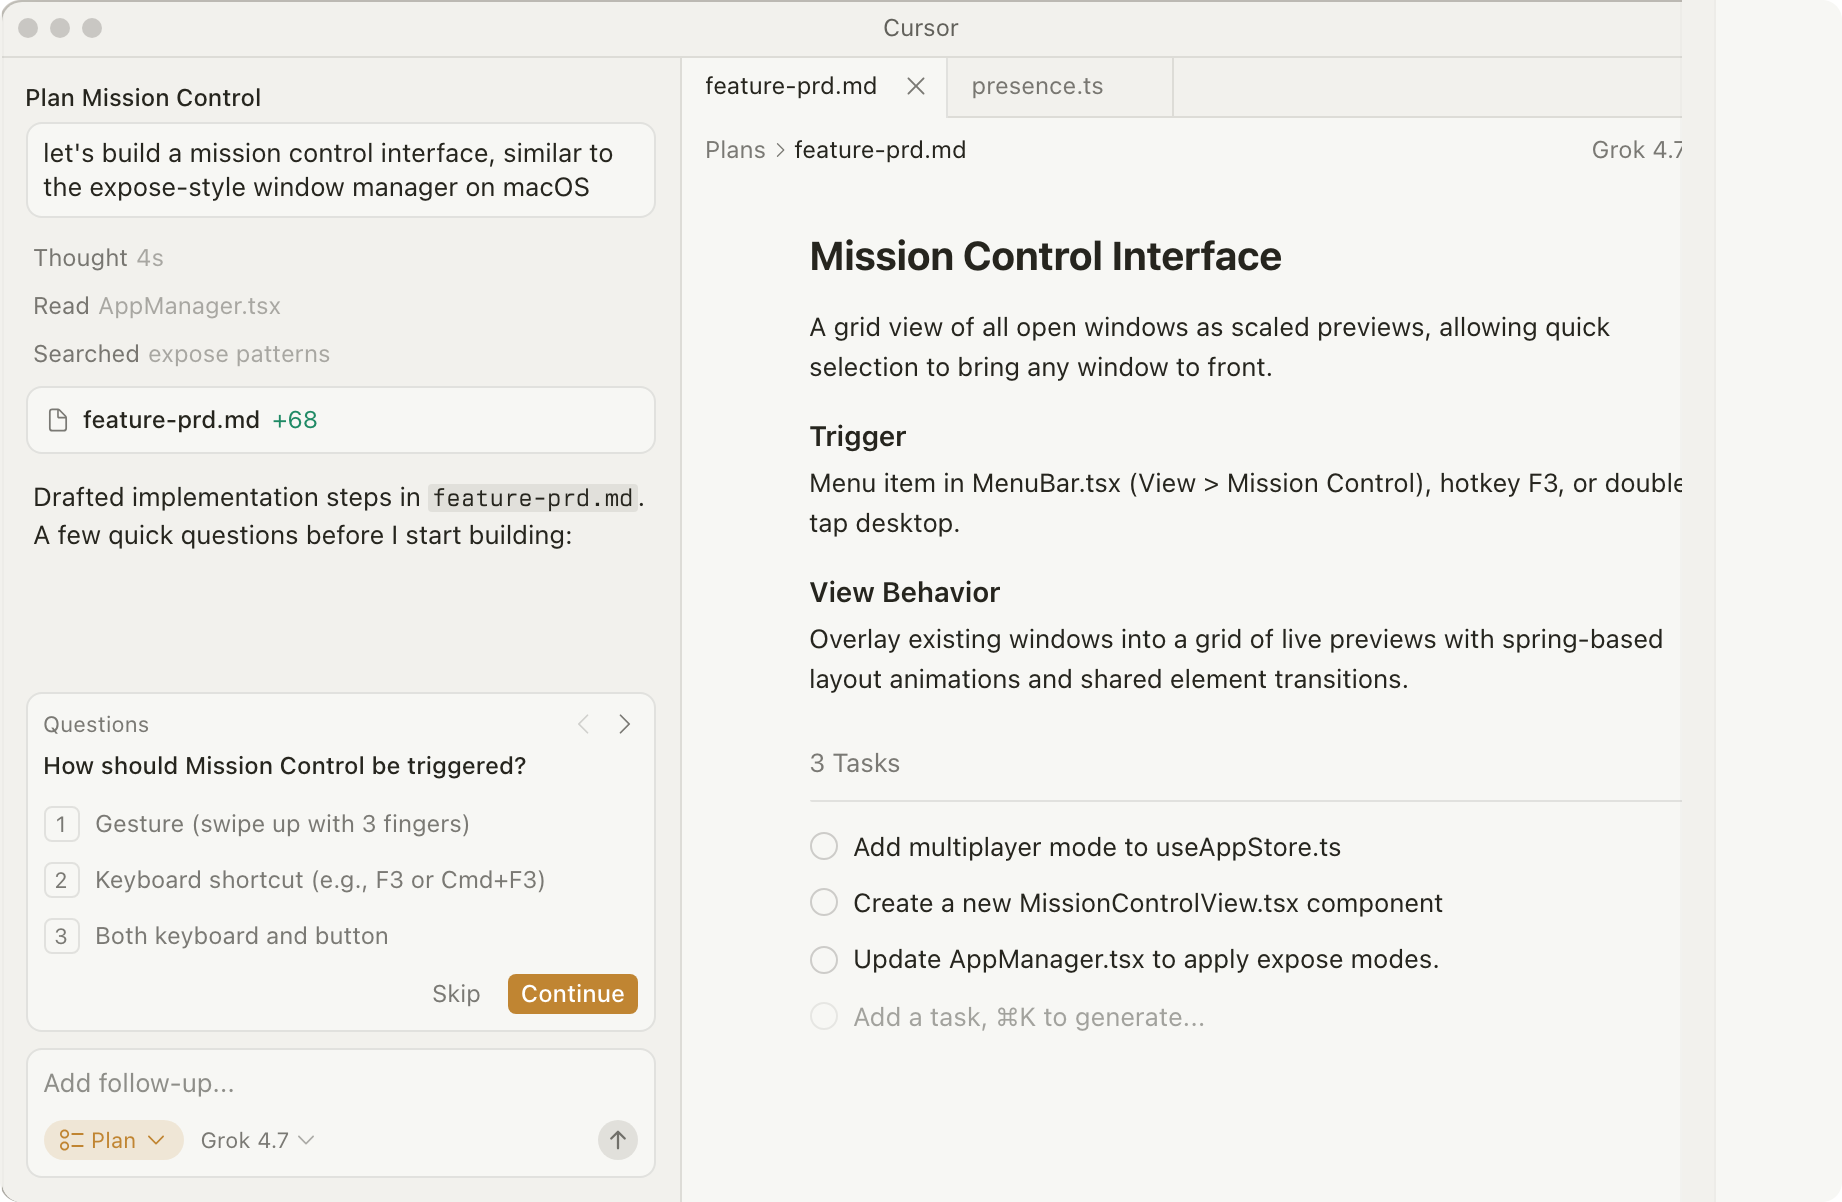 Cursor
Plan Mission Control
let's build a mission control interface, similar to
the expose-style window manager on macOS
Thought 4s
Read AppManager.tsx
Searched expose patterns
feature-prd.md +68
Drafted implementation steps in feature-prd.md.
A few quick questions before I start building:
Questions
How should Mission Control be triggered?
1 Gesture (swipe up with 3 fingers)
2 Keyboard shortcut (e.g., F3 or Cmd+F3)
3 Both keyboard and button
Skip Continue
Add follow-up...
Plan Grok 4.7
feature-prd.md presence.ts
Plans > feature-prd.md Grok 4.7
Mission Control Interface
A grid view of all open windows as scaled previews, allowing quick
selection to bring any window to front.
Trigger
Menu item in MenuBar.tsx (View > Mission Control), hotkey F3, or double
tap desktop.
View Behavior
Overlay existing windows into a grid of live previews with spring-based
layout animations and shared element transitions.
3 Tasks
Add multiplayer mode to useAppStore.ts
Create a new MissionControlView.tsx component
Update AppManager.tsx to apply expose modes.
Add a task, ⌘K to generate...